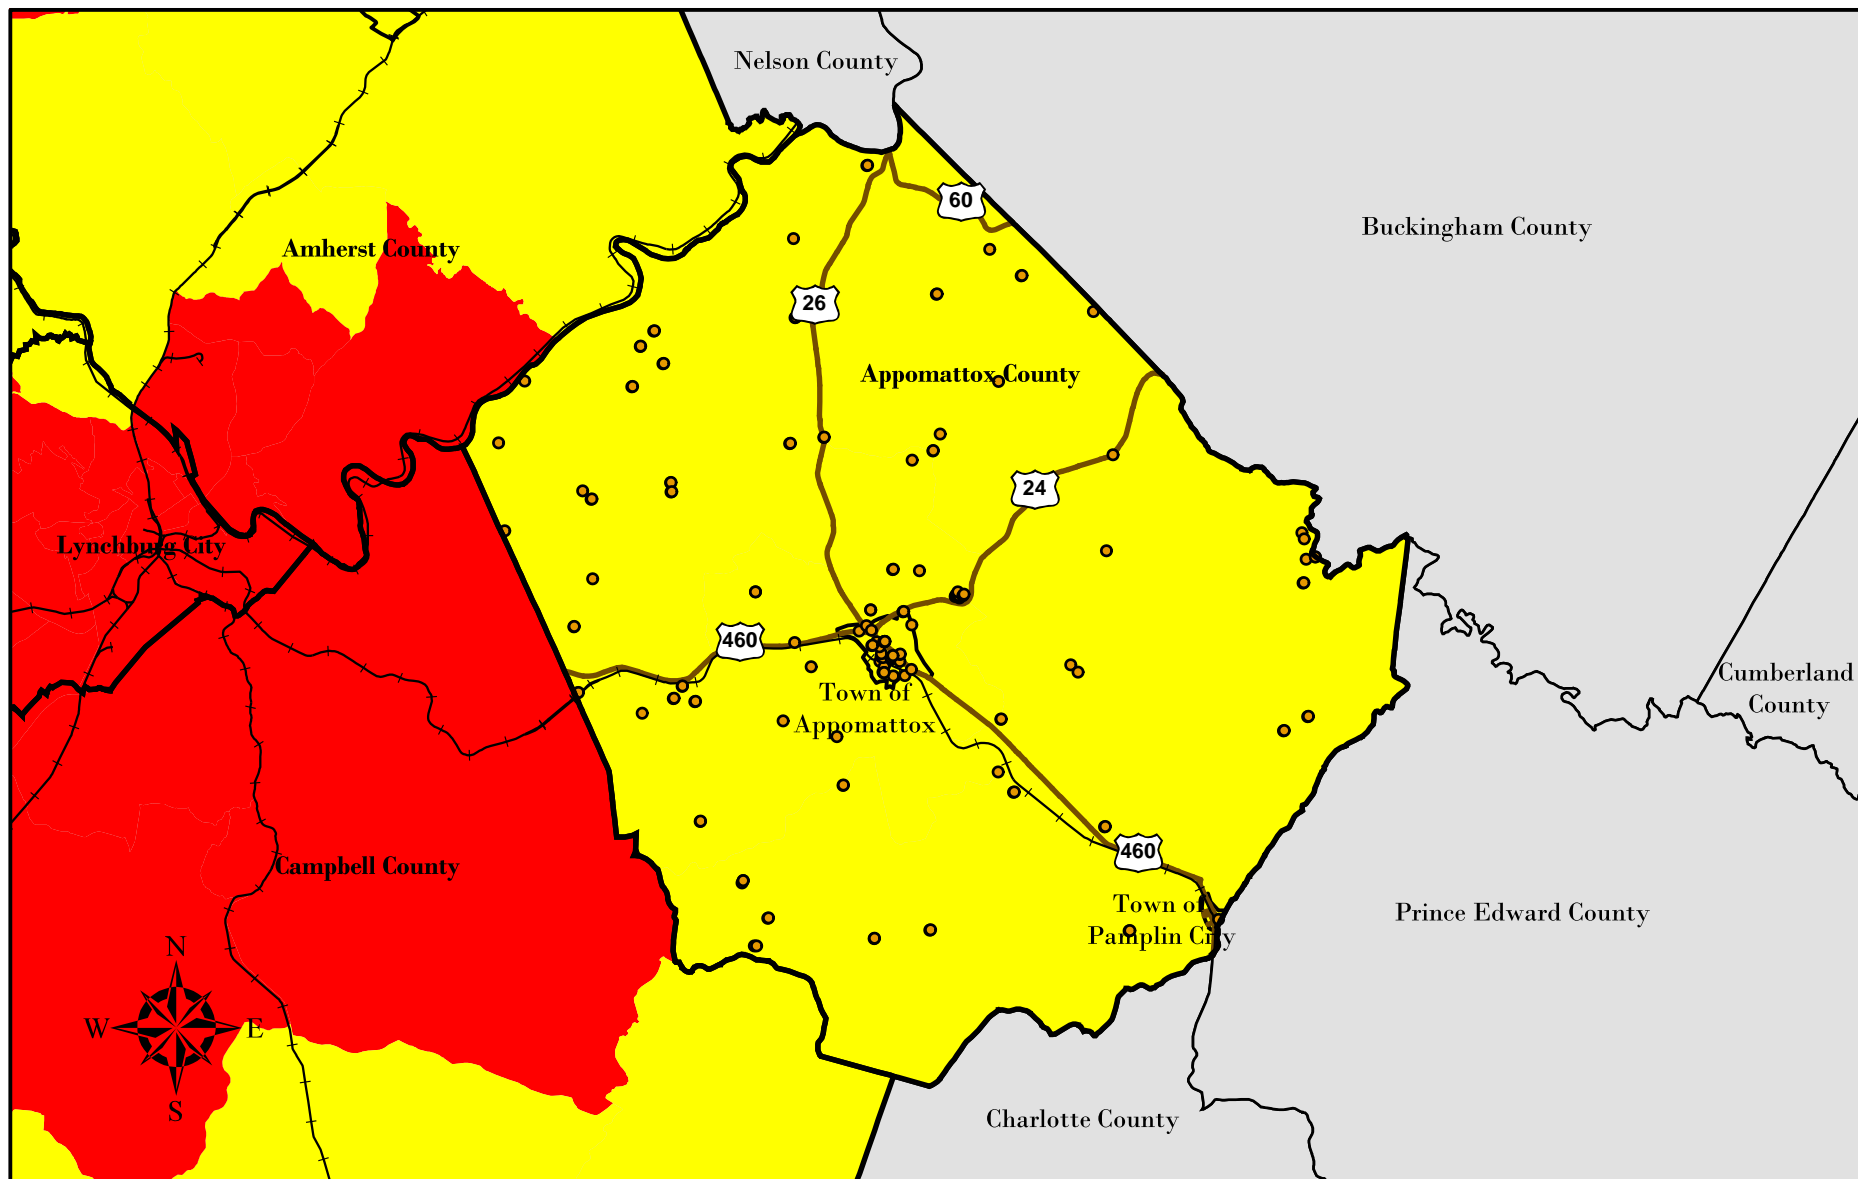 Nelson County
60
Buckingham County
Amherst County
26
Appomattox County
24
Lynchburg City
460
Cumberland
County
Town of
Appomattox
460
Campbell County
Town of
Pamplin City
Prince Edward County
N
W
E
S
Charlotte County